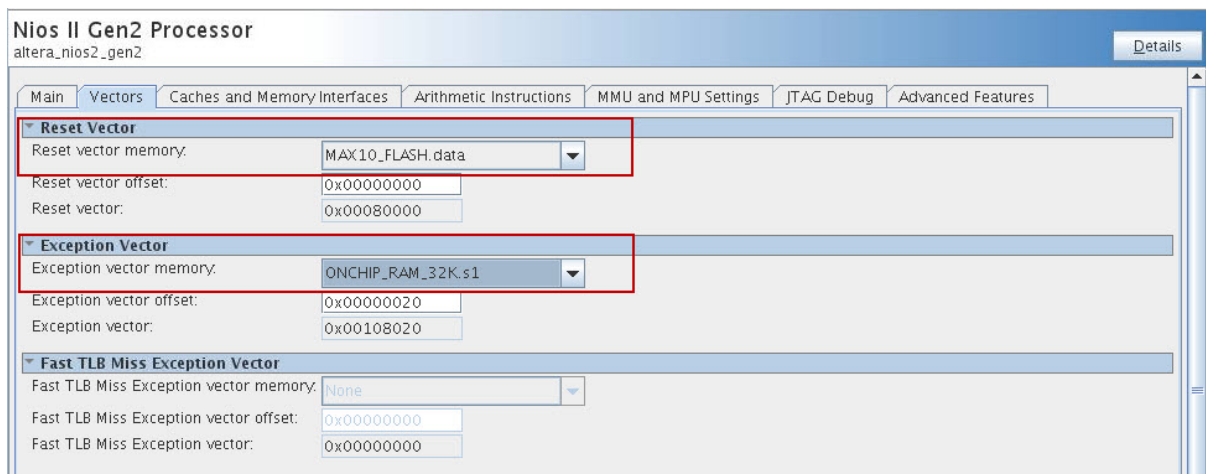 Nios II Gen2 Processor
altera_nios2_gen2
Details
Main Vectors Caches and Memory Interfaces Arithmetic Instructions MMU and MPU Settings JTAG Debug Advanced Features
Reset Vector
Reset vector memory: MAX10_FLASH.data
Reset vector offset: 0x00000000
Reset vector: 0x00080000
Exception Vector
Exception vector memory: ONCHIP_RAM_32K.s1
Exception vector offset: 0x00000020
Exception vector: 0x00108020
Fast TLB Miss Exception Vector
Fast TLB Miss Exception vector memory: None
Fast TLB Miss Exception vector offset: 0x00000000
Fast TLB Miss Exception vector: 0x00000000